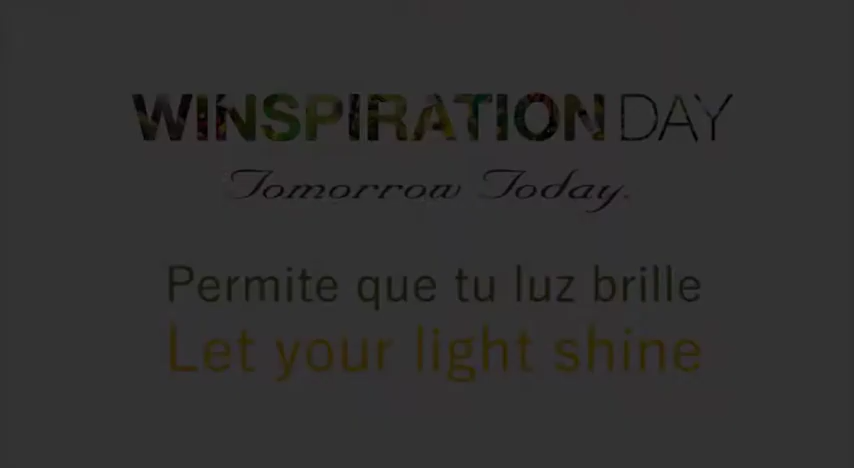 WINSPIRATION DAY
Tomorrow Today.
Permite que tu luz brille
Let your light shine